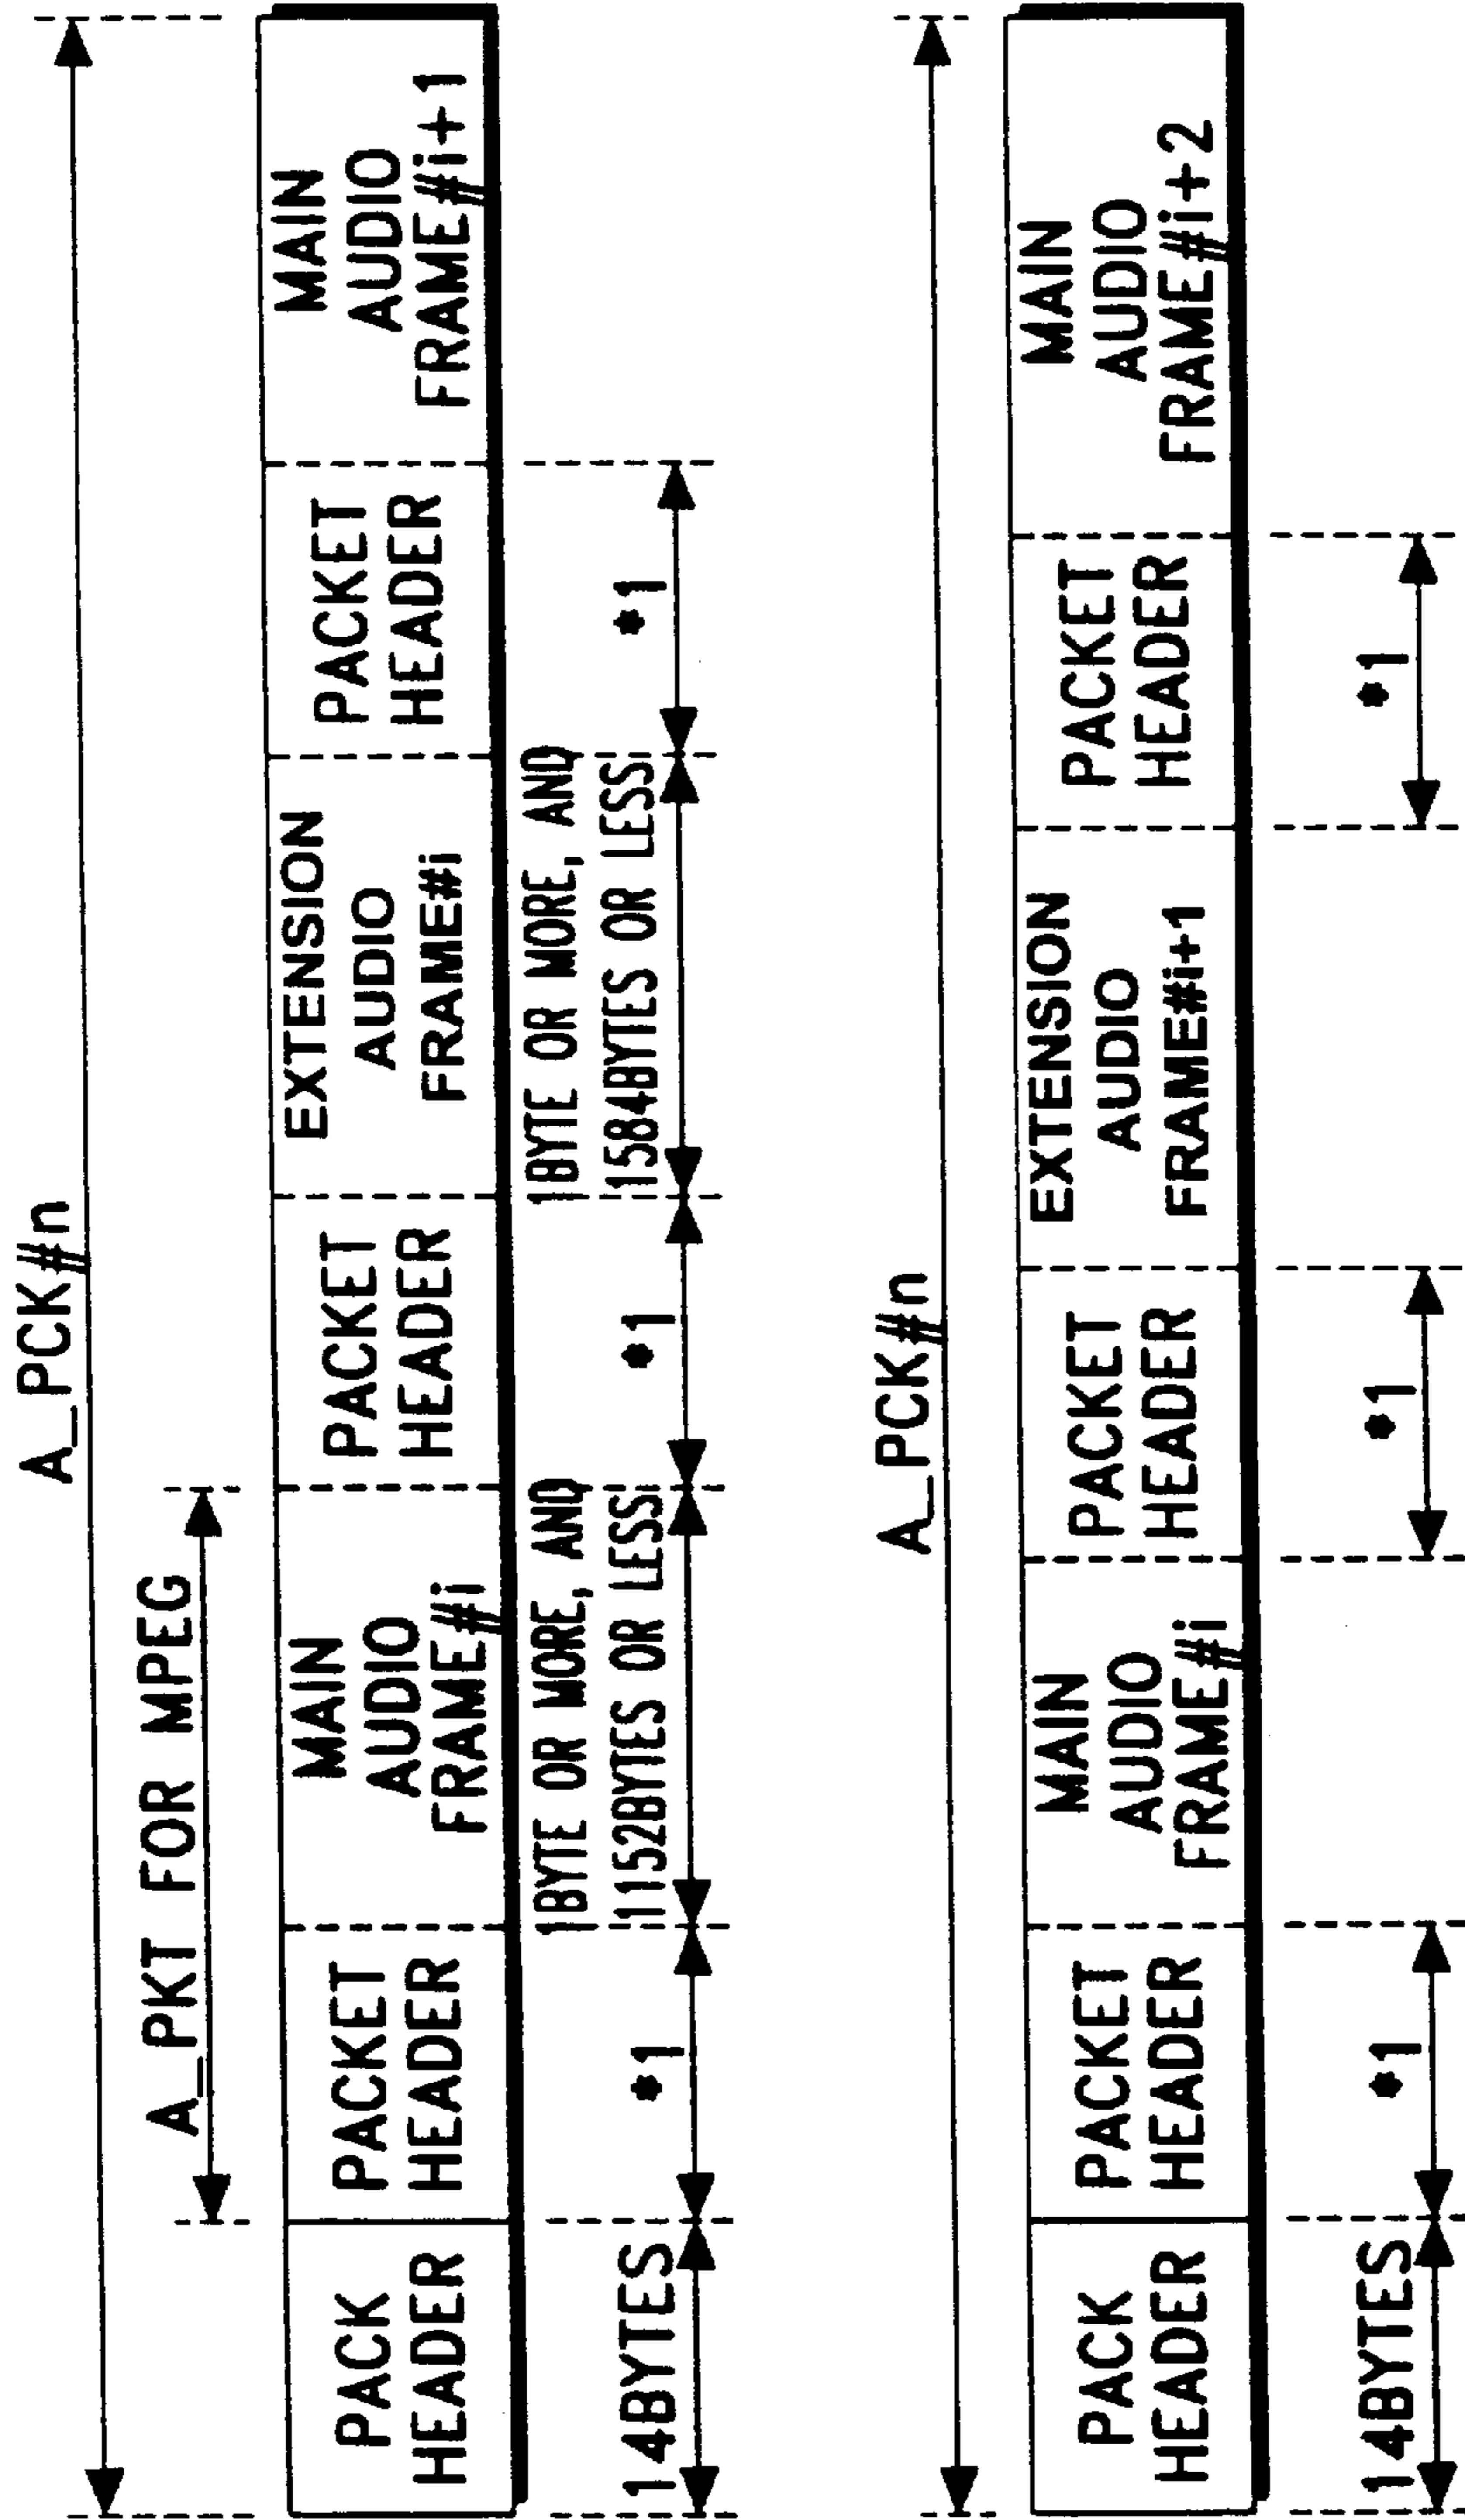 A_PCK#n
A_PKT FOR MPEG
PACK
HEADER
PACKET
HEADER
MAIN
AUDIO
FRAME#i
PACKET
HEADER
EXTENSION
AUDIO
FRAME#i
PACKET
HEADER
MAIN
AUDIO
FRAME#i+1
14BYTES
*1
1BYTE OR MORE, AND
1152BYTES OR LESS
*1
1BYTE OR MORE, AND
1584BYTES OR LESS
*1
A_PCK#n
PACK
HEADER
PACKET
HEADER
MAIN
AUDIO
FRAME#i
PACKET
HEADER
EXTENSION
AUDIO
FRAME#i+1
PACKET
HEADER
MAIN
AUDIO
FRAME#i+2
14BYTES
*1
*1
*1